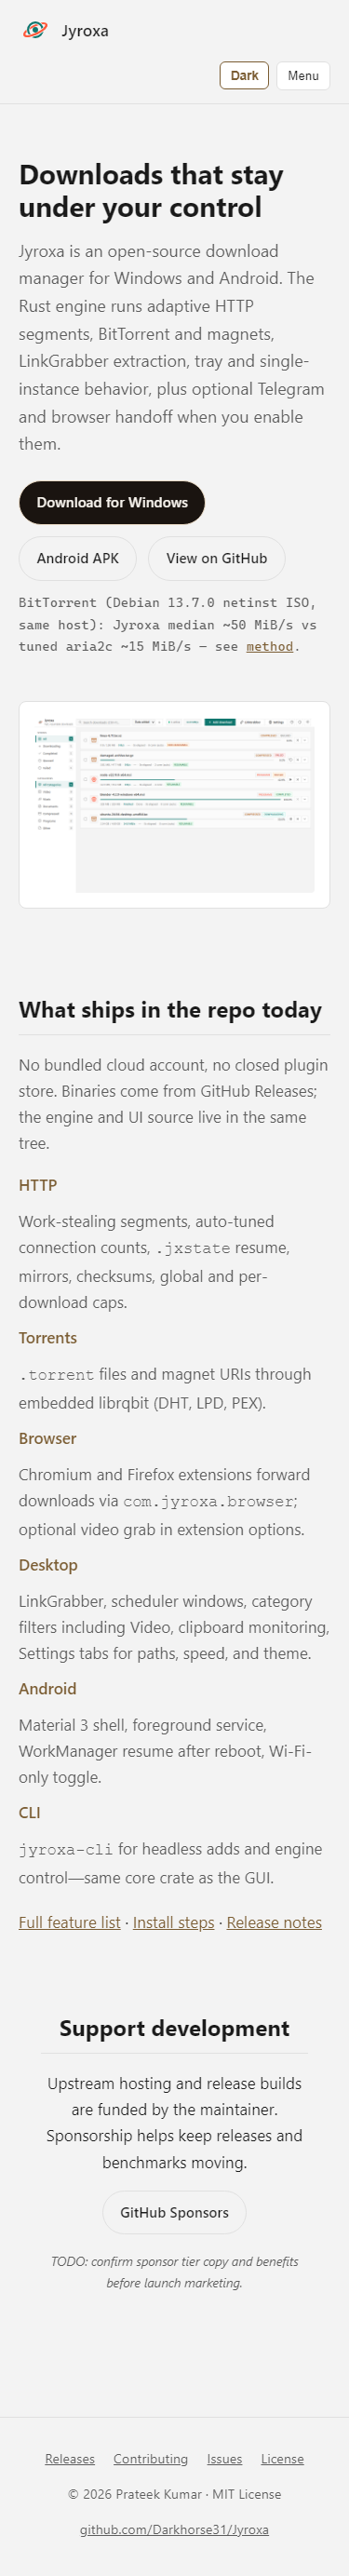 Jyroxa
Dark
Menu
Downloads that stay
under your control
Jyroxa is an open-source download
manager for Windows and Android. The
Rust engine runs adaptive HTTP
segments, BitTorrent and magnets,
LinkGrabber extraction, tray and single-
instance behavior, plus optional Telegram
and browser handoff when you enable
them.
Download for Windows
Android APK
View on GitHub
BitTorrent (Debian 13.7.0 netinst ISO,
same host): Jyroxa median ~50 MiB/s vs
tuned aria2c ~15 MiB/s — see method.
What ships in the repo today
No bundled cloud account, no closed plugin
store. Binaries come from GitHub Releases;
the engine and UI source live in the same
tree.
HTTP
Work-stealing segments, auto-tuned
connection counts, .jxstate resume,
mirrors, checksums, global and per-
download caps.
Torrents
.torrent files and magnet URIs through
embedded librqbit (DHT, LPD, PEX).
Browser
Chromium and Firefox extensions forward
downloads via com.jyroxa.browser;
optional video grab in extension options.
Desktop
LinkGrabber, scheduler windows, category
filters including Video, clipboard monitoring,
Settings tabs for paths, speed, and theme.
Android
Material 3 shell, foreground service,
WorkManager resume after reboot, Wi-Fi-
only toggle.
CLI
jyroxa-cli for headless adds and engine
control—same core crate as the GUI.
Full feature list · Install steps · Release notes
Support development
Upstream hosting and release builds
are funded by the maintainer.
Sponsorship helps keep releases and
benchmarks moving.
GitHub Sponsors
TODO: confirm sponsor tier copy and benefits
before launch marketing.
Releases Contributing Issues License
© 2026 Prateek Kumar · MIT License
github.com/Darkhorse31/Jyroxa